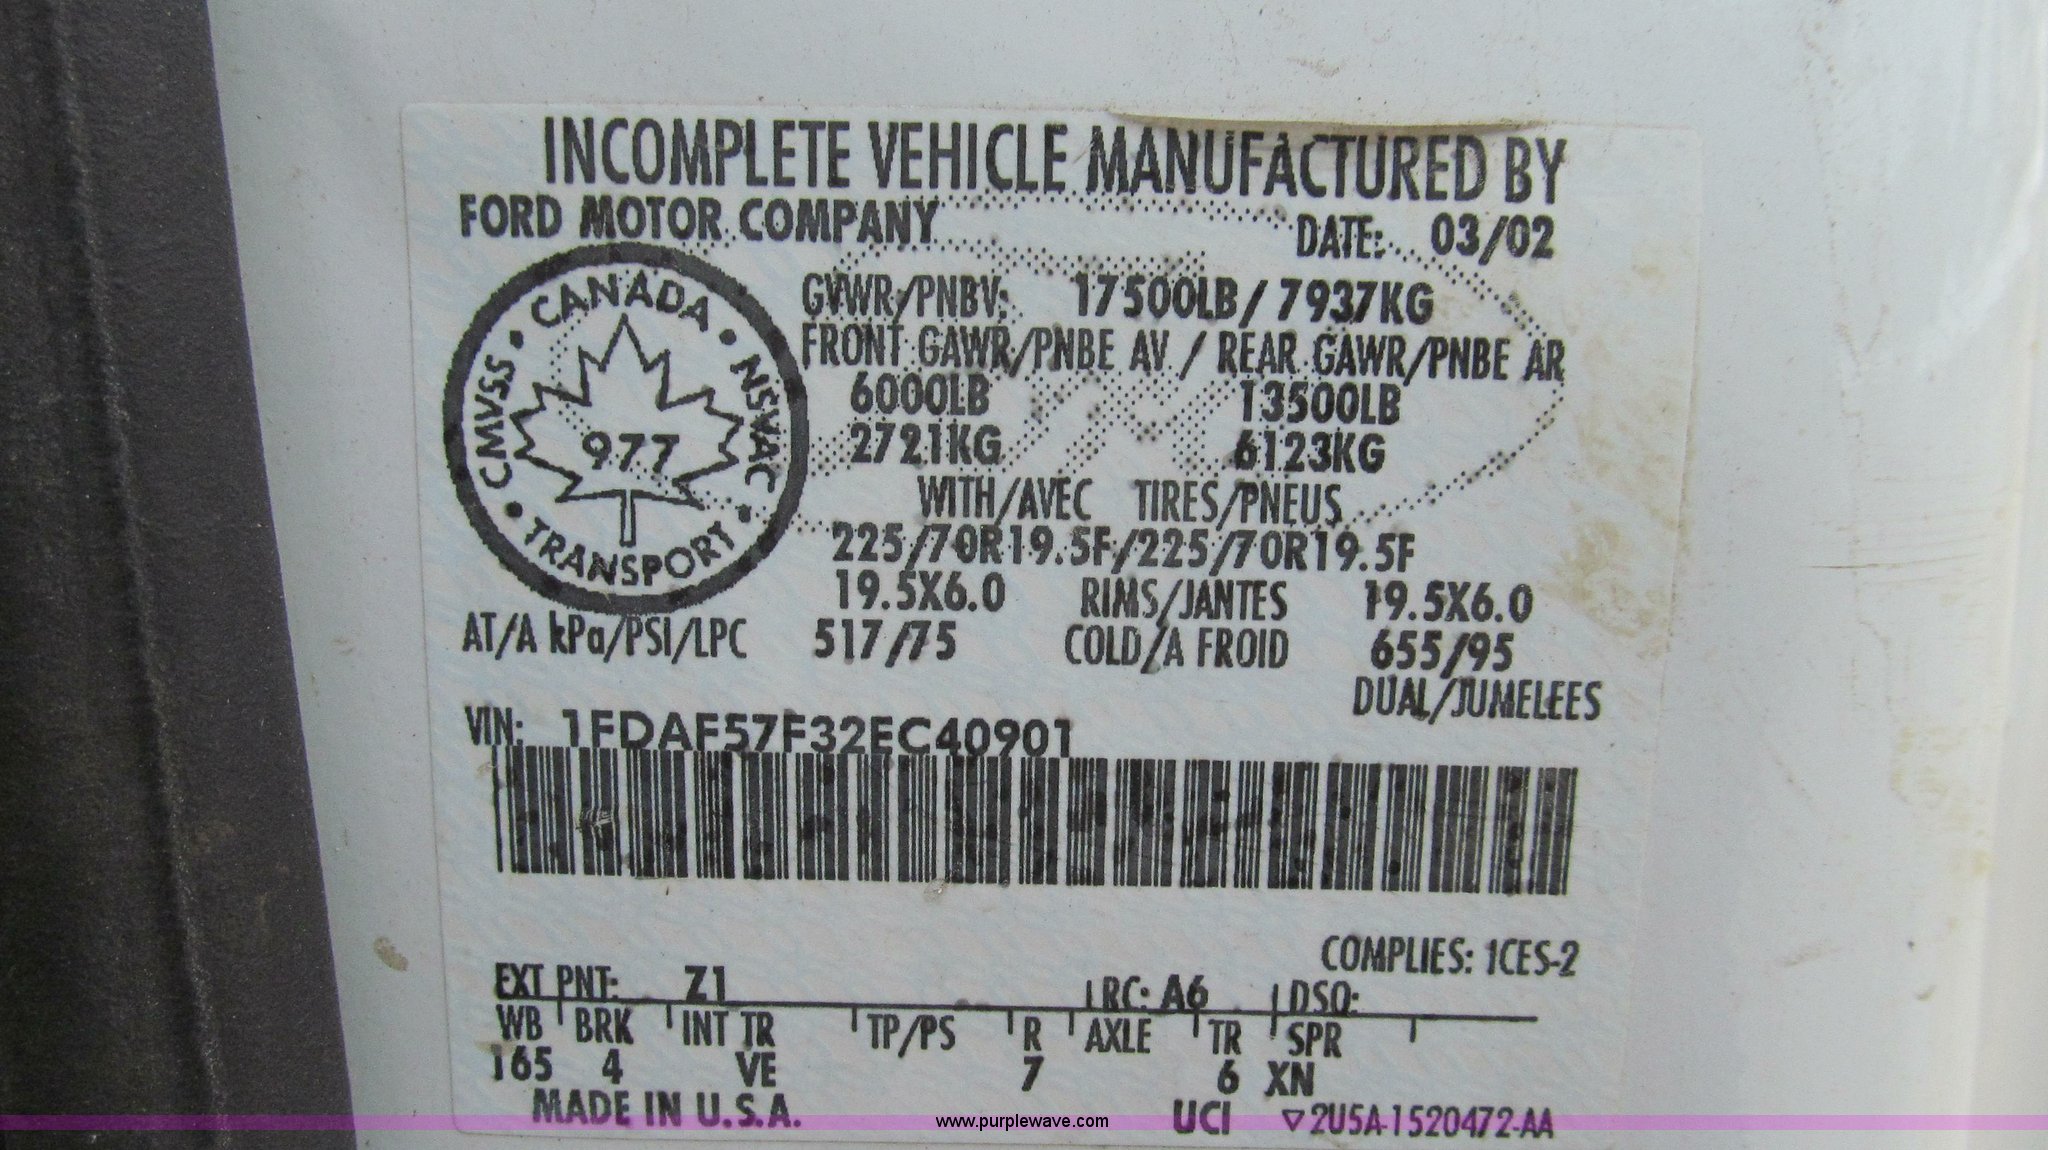 INCOMPLETE VEHICLE MANUFACTURED BY
FORD MOTOR COMPANY
DATE: 03/02
CANADA
CMVSS
NSVAC
977
TRANSPORT
GVWR/PNBV: 17500LB/7937KG
FRONT GAWR/PNBE AV / REAR GAWR/PNBE AR
6000LB 13500LB
2721KG 6123KG
WITH/AVEC TIRES/PNEUS
225/70R19.5F/225/70R19.5F
19.5X6.0 RIMS/JANTES 19.5X6.0
AT/A kPa/PSI/LPC 517/75 COLD/A FROID 655/95
DUAL/JUMELEES
VIN: 1FDAF57F32EC40901
COMPLIES: 1CES-2
EXT PNT: Z1 RC: A6 DSO:
WB BRK INT TR TP/PS R AXLE TR SPR
165 4 VE 7 6 XN
MADE IN U.S.A. UCI ▽2U5A-1520472-AA
www.purplewave.com